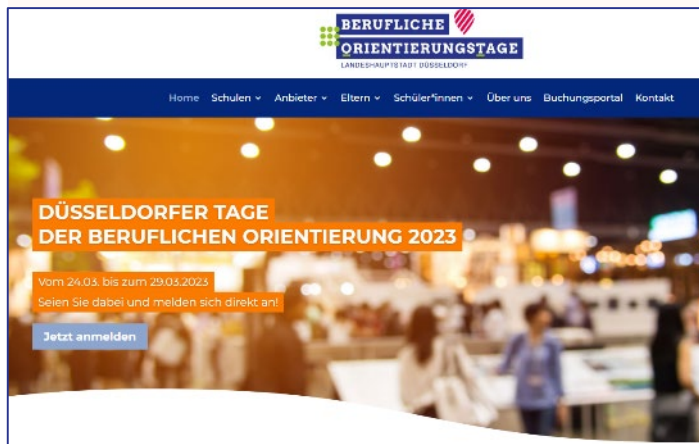 BERUFLICHE
ORIENTIERUNGSTAGE
LANDESHAUPTSTADT DÜSSELDORF
Home Schulen Anbieter Eltern Schüler*innen Über uns Buchungsportal Kontakt
DÜSSELDORFER TAGE
DER BERUFLICHEN ORIENTIERUNG 2023
Vom 24.03. bis zum 29.03.2023
Seien Sie dabei und melden sich direkt an!
Jetzt anmelden